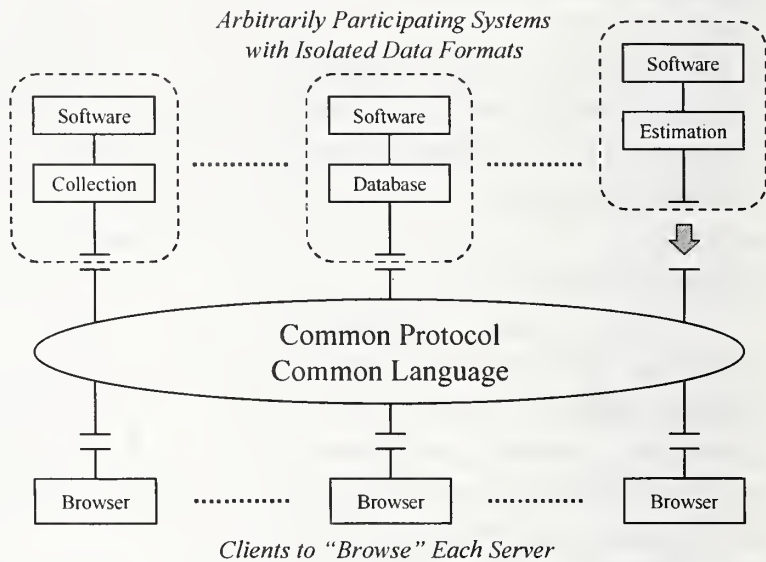 Arbitrarily Participating Systems
with Isolated Data Formats
Software
Software
Software
Collection
Database
Estimation
Common Protocol
Common Language
Browser
Browser
Browser
Clients to “Browse” Each Server